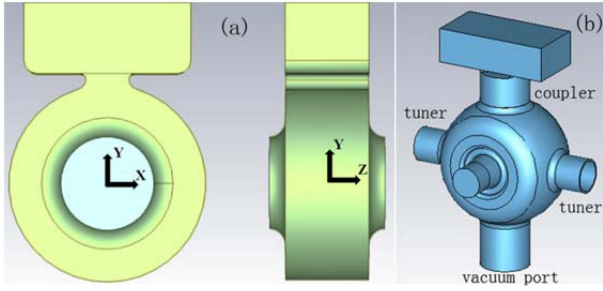 (a)
(b)
coupler
tuner
Y
X
Y
Z
tuner
vacuum port